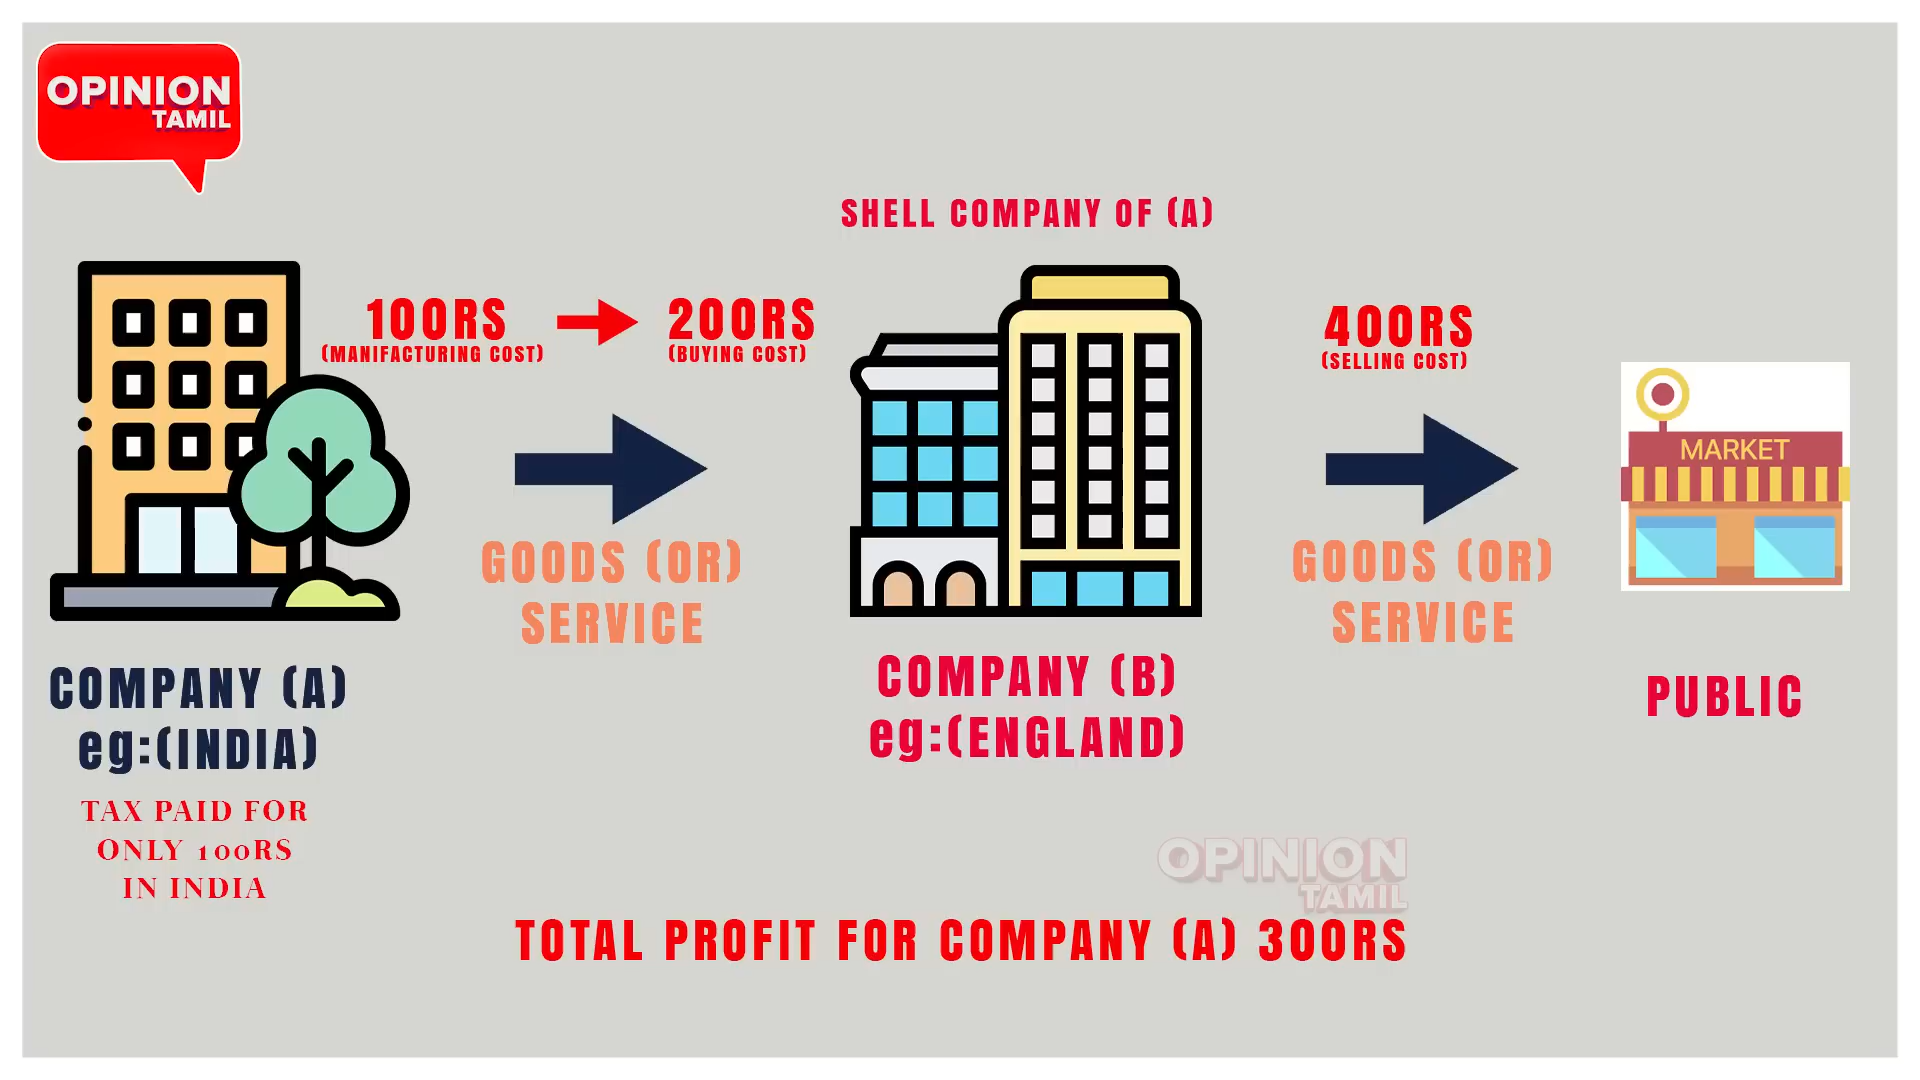 OPINION
TAMIL
SHELL COMPANY OF (A)
100RS
(MANIFACTURING COST)
200RS
(BUYING COST)
400RS
(SELLING COST)
MARKET
GOODS (OR)
SERVICE
GOODS (OR)
SERVICE
COMPANY (A)
eg:(INDIA)
COMPANY (B)
eg:(ENGLAND)
PUBLIC
TAX PAID FOR
ONLY 100RS
IN INDIA
OPINION
TAMIL
TOTAL PROFIT FOR COMPANY (A) 300RS